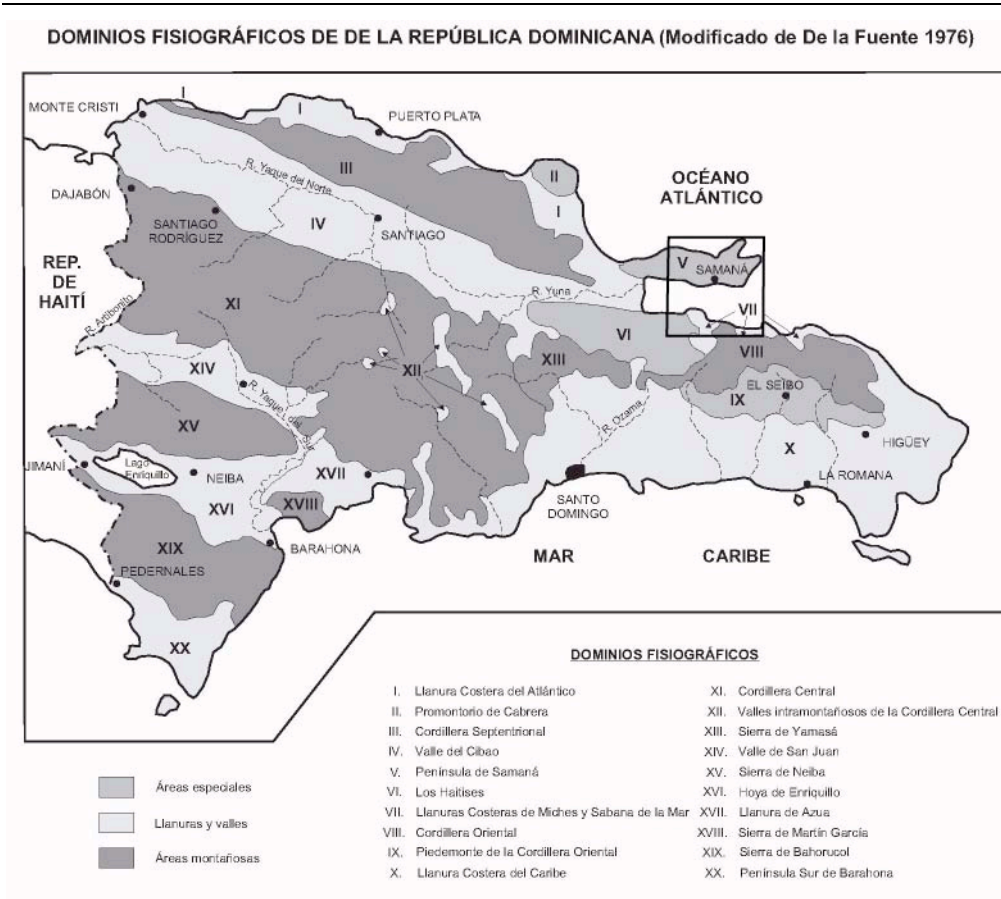 DOMINIOS FISIOGRÁFICOS DE DE LA REPÚBLICA DOMINICANA (Modificado de De la Fuente 1976)
I
MONTE CRISTI
I
PUERTO PLATA
III
II
OCÉANO
ATLÁNTICO
R. Yaque del Norte
DAJABÓN
I
SANTIAGO
RODRÍGUEZ
IV
SANTIAGO
V
SAMANÁ
REP.
DE
HAITÍ
R. Yuna
XI
VII
R. Artibonito
VI
XII
XIII
VIII
XIV
EL SEÍBO
IX
R. Yaque del Sur
XV
R. Ozama
HIGÜEY
JIMANÍ
Lago
Enriquillo
NEIBA
XVII
X
LA ROMANA
XVI
XVIII
SANTO
DOMINGO
XIX
BARAHONA
MAR
CARIBE
PEDERNALES
XX
DOMINIOS FISIOGRÁFICOS
I. Llanura Costera del Atlántico
II. Promontorio de Cabrera
III. Cordillera Septentrional
IV. Valle del Cibao
V. Península de Samaná
VI. Los Haitises
VII. Llanuras Costeras de Miches y Sabana de la Mar
VIII. Cordillera Oriental
IX. Piedemonte de la Cordillera Oriental
X. Llanura Costera del Caribe
XI. Cordillera Central
XII. Valles intramontañosos de la Cordillera Central
XIII. Sierra de Yamasá
XIV. Valle de San Juan
XV. Sierra de Neiba
XVI. Hoya de Enriquillo
XVII. Llanura de Azua
XVIII. Sierra de Martín García
XIX. Sierra de Bahorucol
XX. Península Sur de Barahona
Áreas especiales
Llanuras y valles
Áreas montañosas